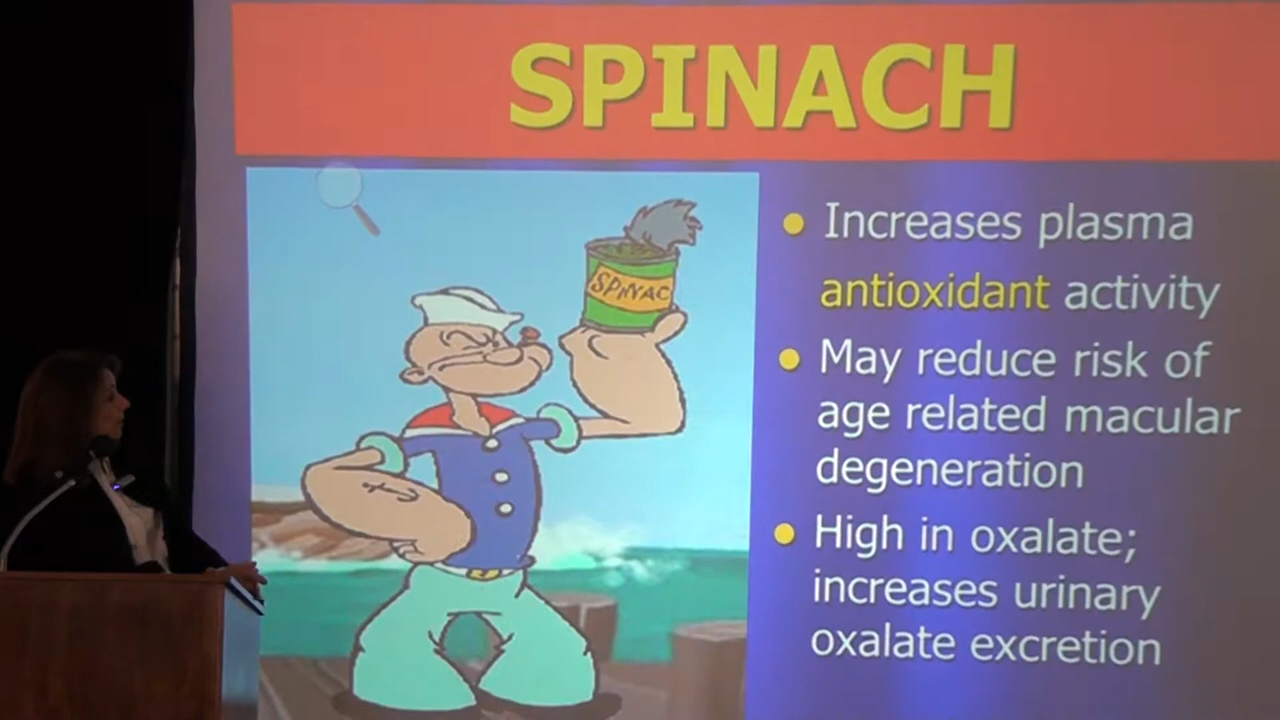 SPINACH
SPINAC
Increases plasma
antioxidant activity
May reduce risk of
age related macular
degeneration
High in oxalate;
increases urinary
oxalate excretion